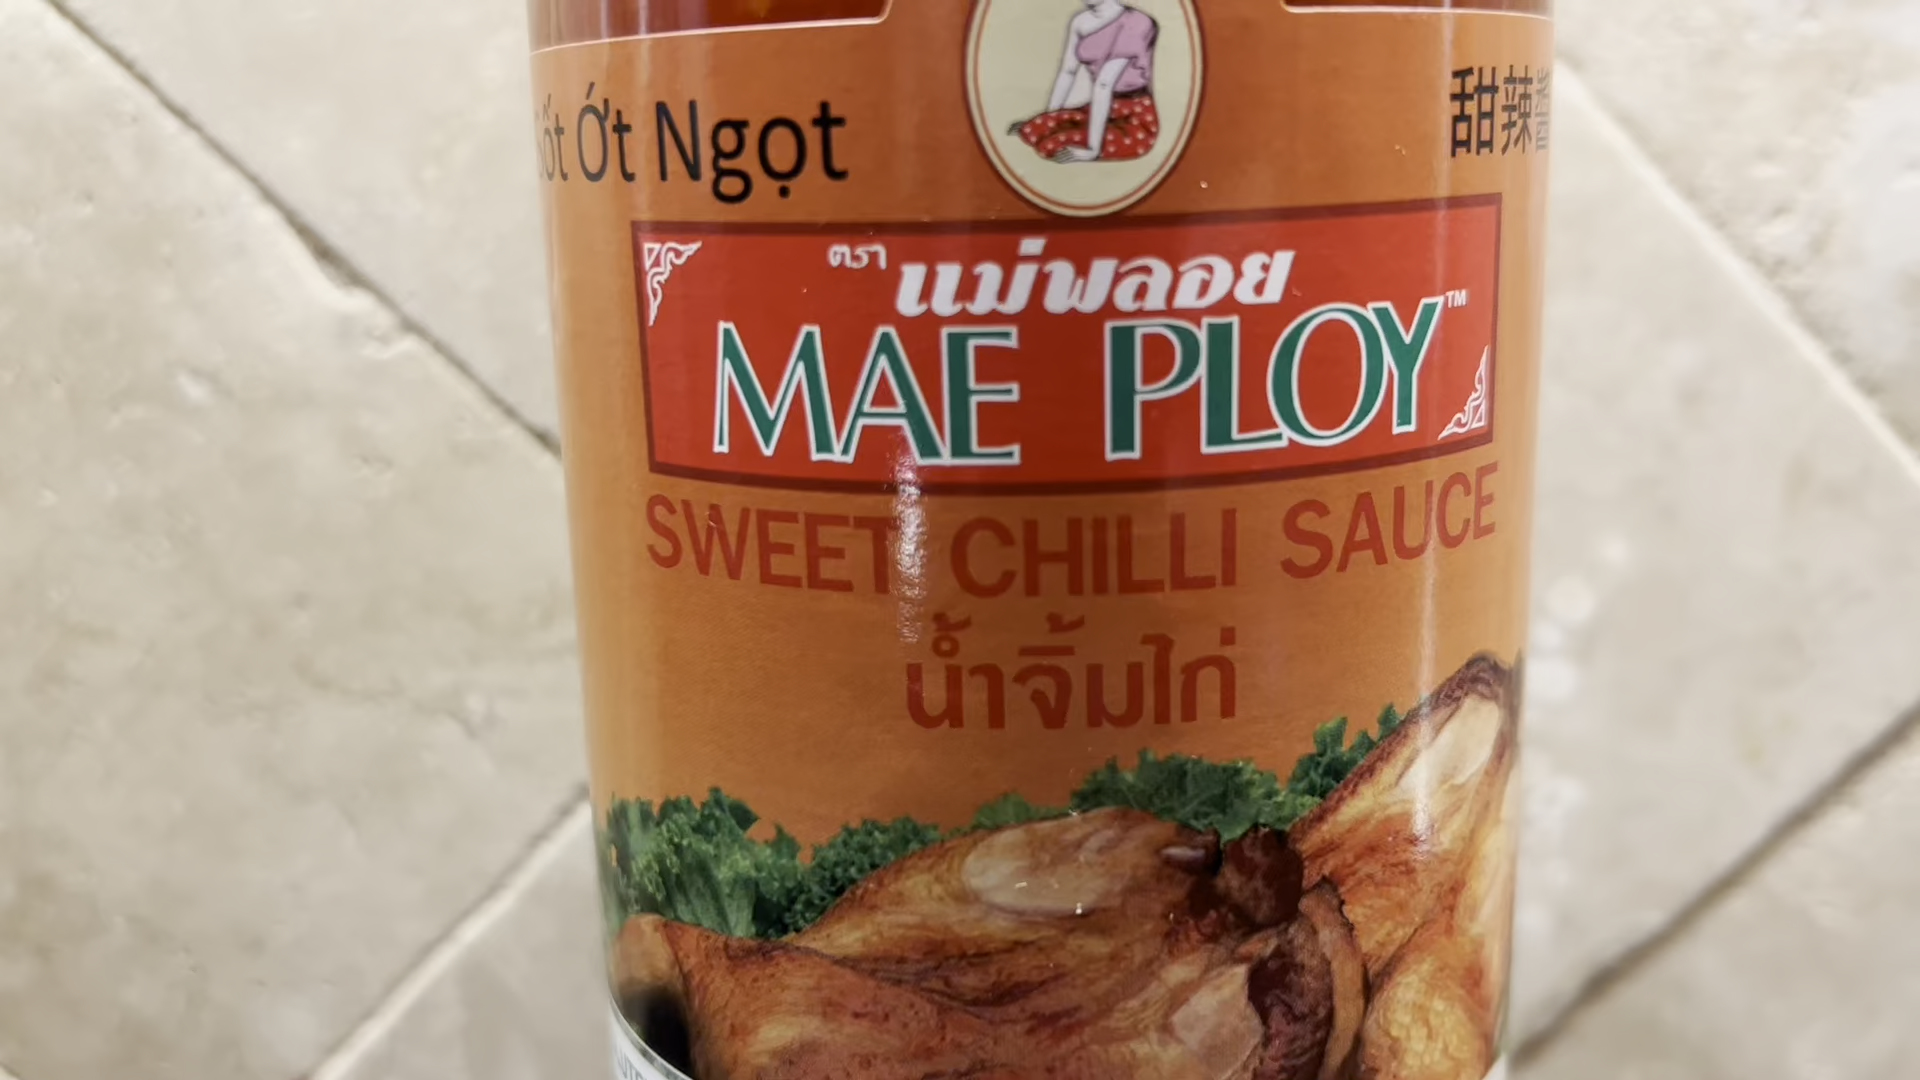 Sốt Ớt Ngọt
甜辣醬
ตรา แม่พลอย
MAE PLOY™
SWEET CHILLI SAUCE
น้ำจิ้มไก่